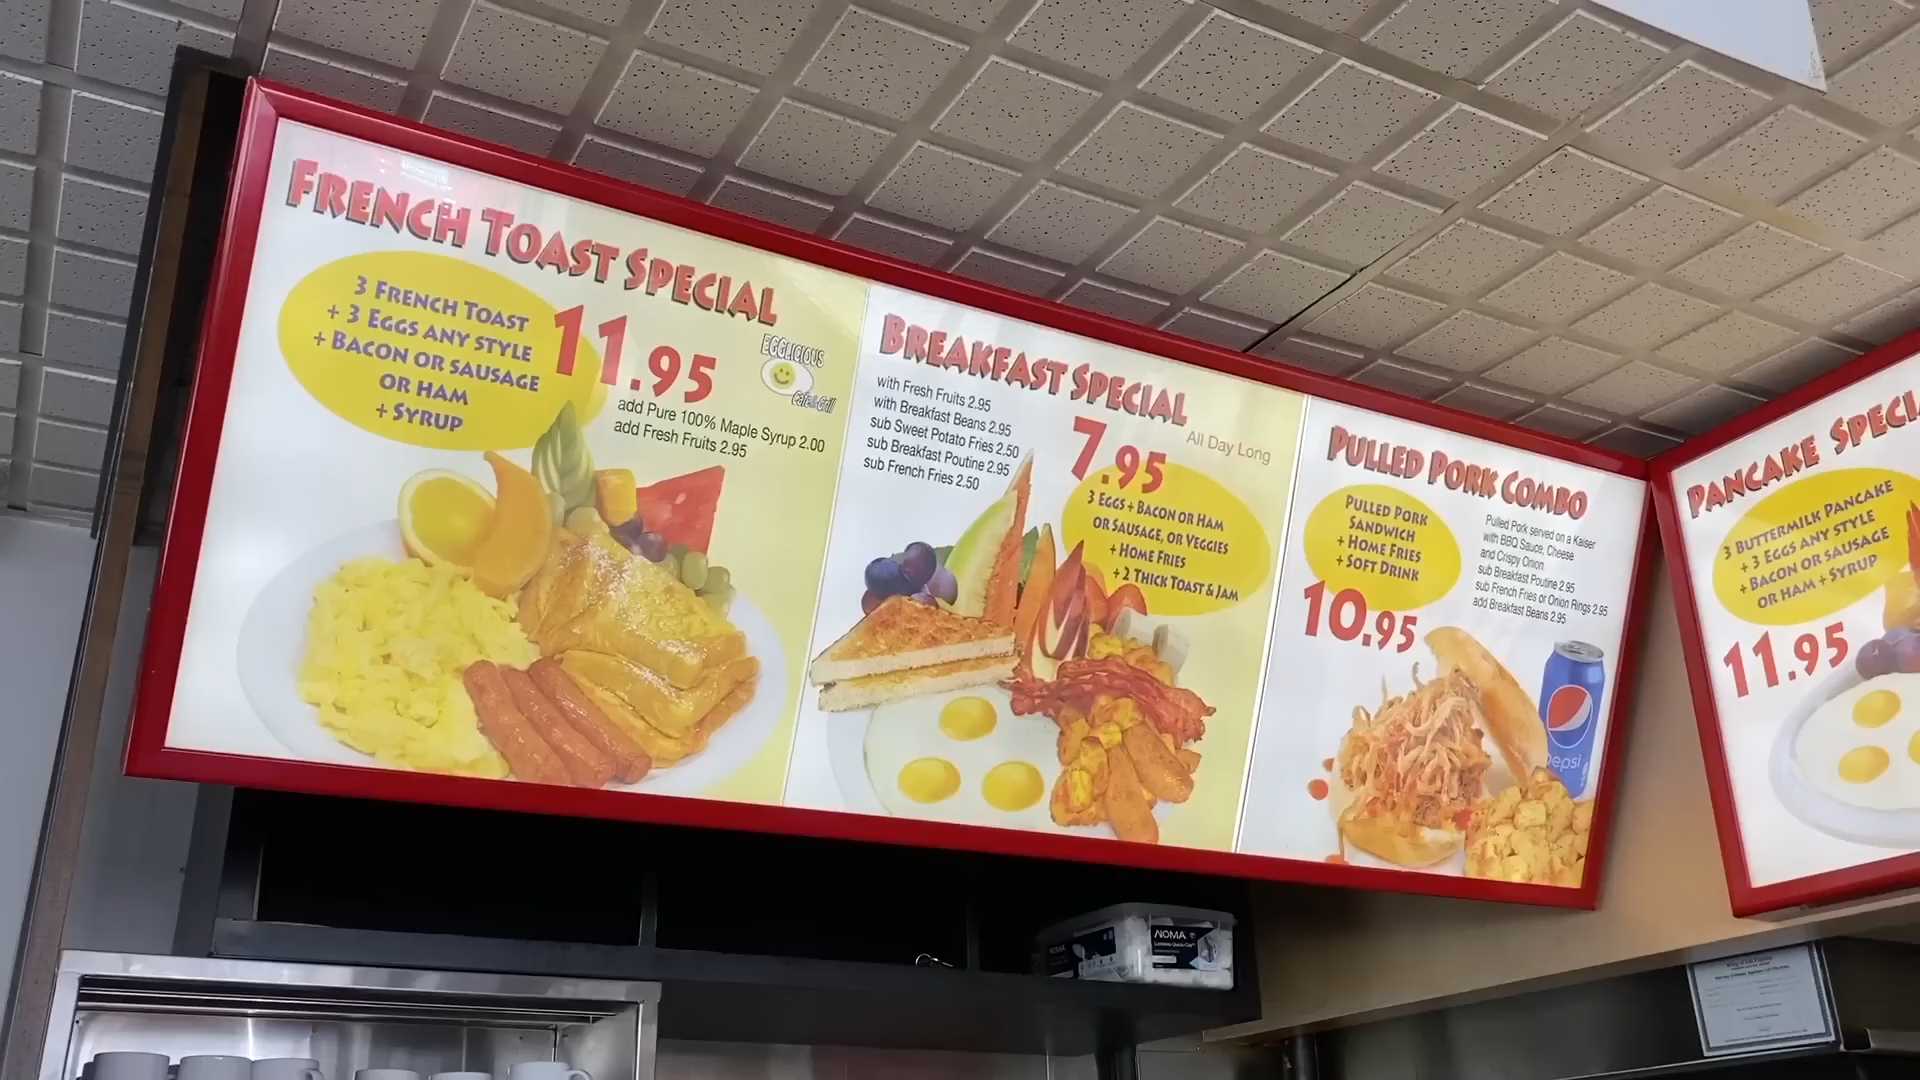 FRENCH TOAST SPECIAL
3 FRENCH TOAST
+ 3 EGGS ANY STYLE
+ BACON OR SAUSAGE
OR HAM
+ SYRUP
11.95
EGGLICIOUS
Cafe & Grill
add Pure 100% Maple Syrup 2.00
add Fresh Fruits 2.95
BREAKFAST SPECIAL
with Fresh Fruits 2.95
with Breakfast Beans 2.95
sub Sweet Potato Fries 2.50
sub Breakfast Poutine 2.95
sub French Fries 2.50
7.95
All Day Long
3 EGGS + BACON OR HAM
OR SAUSAGE, OR VEGGIES
+ HOME FRIES
+ 2 THICK TOAST & JAM
PULLED PORK COMBO
PULLED PORK
SANDWICH
+ HOME FRIES
+ SOFT DRINK
10.95
Pulled Pork served on a Kaiser
with BBQ Sauce, Cheese
and Crispy Onion
sub Breakfast Poutine 2.95
sub French Fries or Onion Rings 2.95
add Breakfast Beans 2.95
pepsi
PANCAKE SPECI
3 BUTTERMILK PANCAKE
+ 3 EGGS ANY STYLE
+ BACON OR SAUSAGE
OR HAM + SYRUP
11.95
NOMA
NOMA